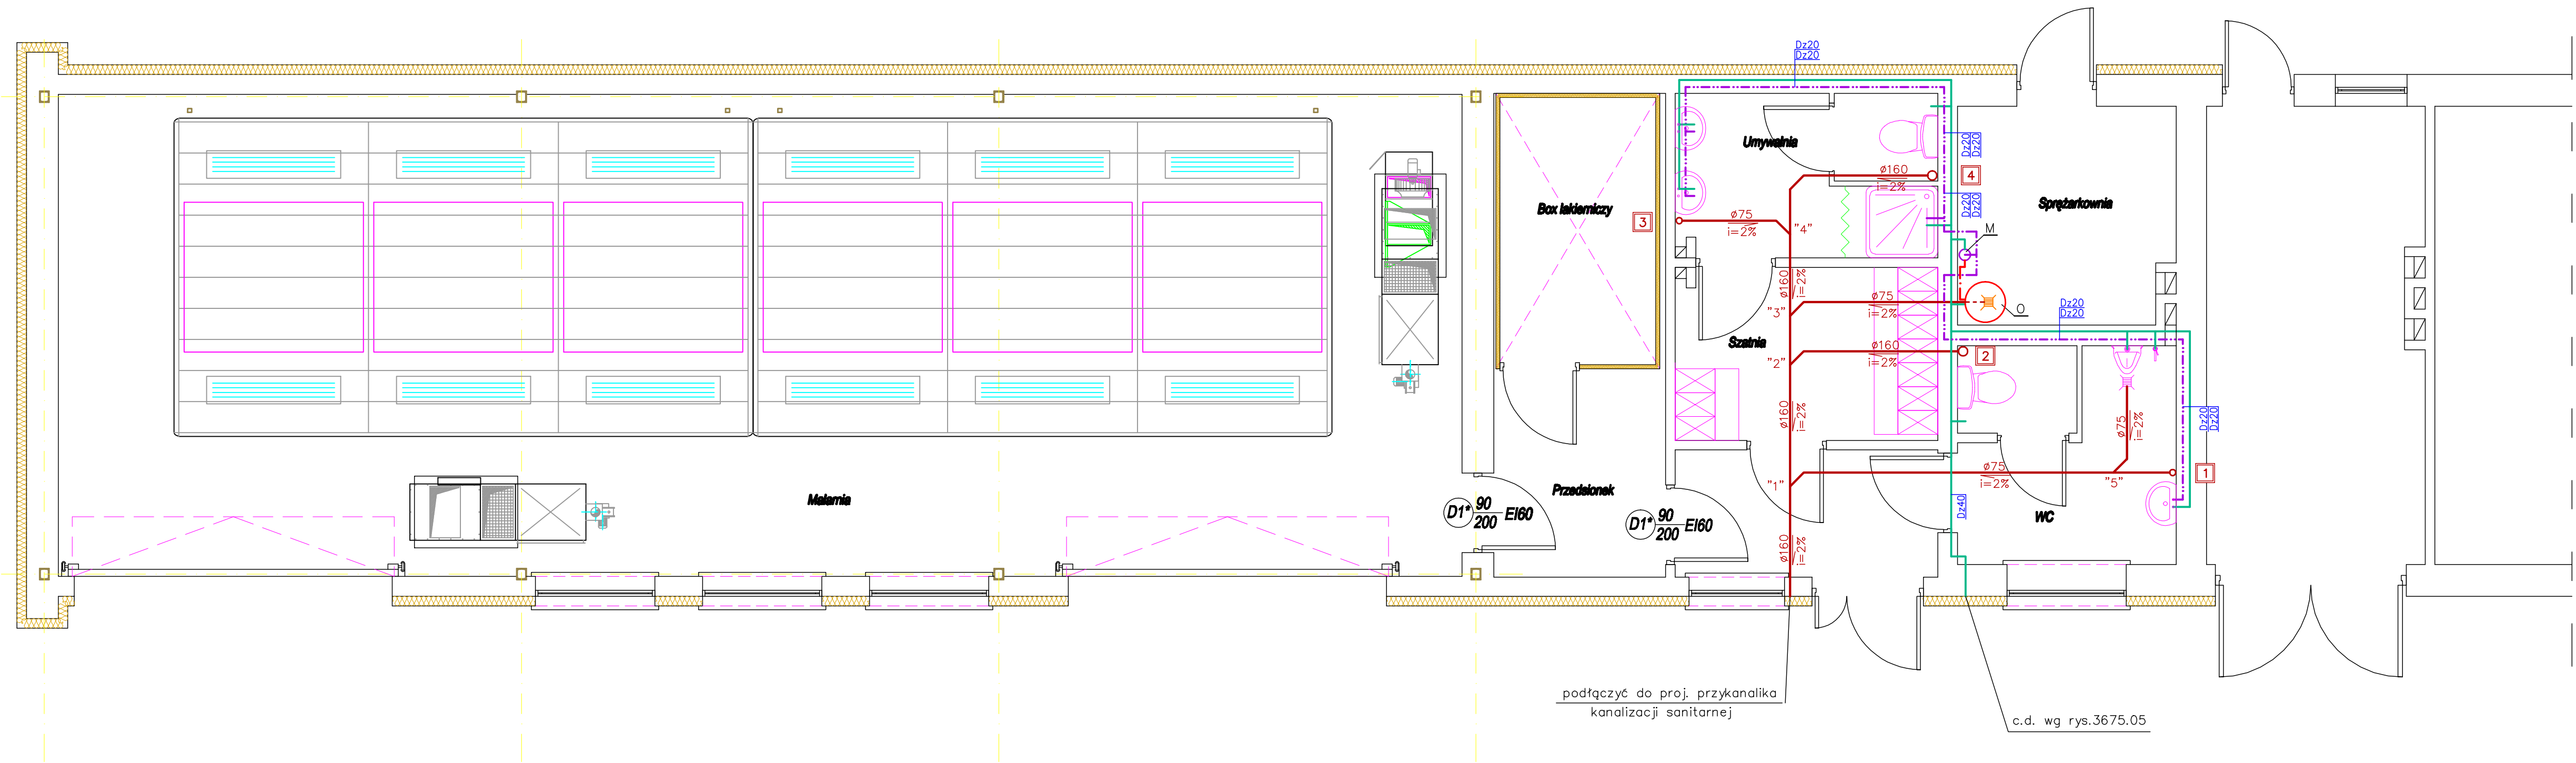 Dz20
Dz20
Umywalnia
Dz20
Dz20
ø160
i=2%
4
Box lakierniczy
Sprężarkownia
Dz20
Dz20
3
ø75
i=2%
"4"
M
ø160
i=2%
ø75
i=2%
"3"
O
Dz20
Dz20
Szatnia
ø160
i=2%
"2"
2
ø160
i=2%
ø75
i=2%
Dz20
Dz20
ø75
i=2%
"1"
"5"
1
Malarnia
Przedsionek
D1* 90
200 EI60
D1* 90
200 EI60
Dz40
WC
ø160
i=2%
podłączyć do proj. przykanalika
kanalizacji sanitarnej
c.d. wg rys.3675.05